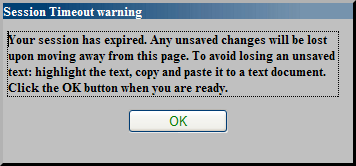 Session Timeout warning
Your session has expired. Any unsaved changes will be lost
upon moving away from this page. To avoid losing an unsaved
text: highlight the text, copy and paste it to a text document.
Click the OK button when you are ready.
OK